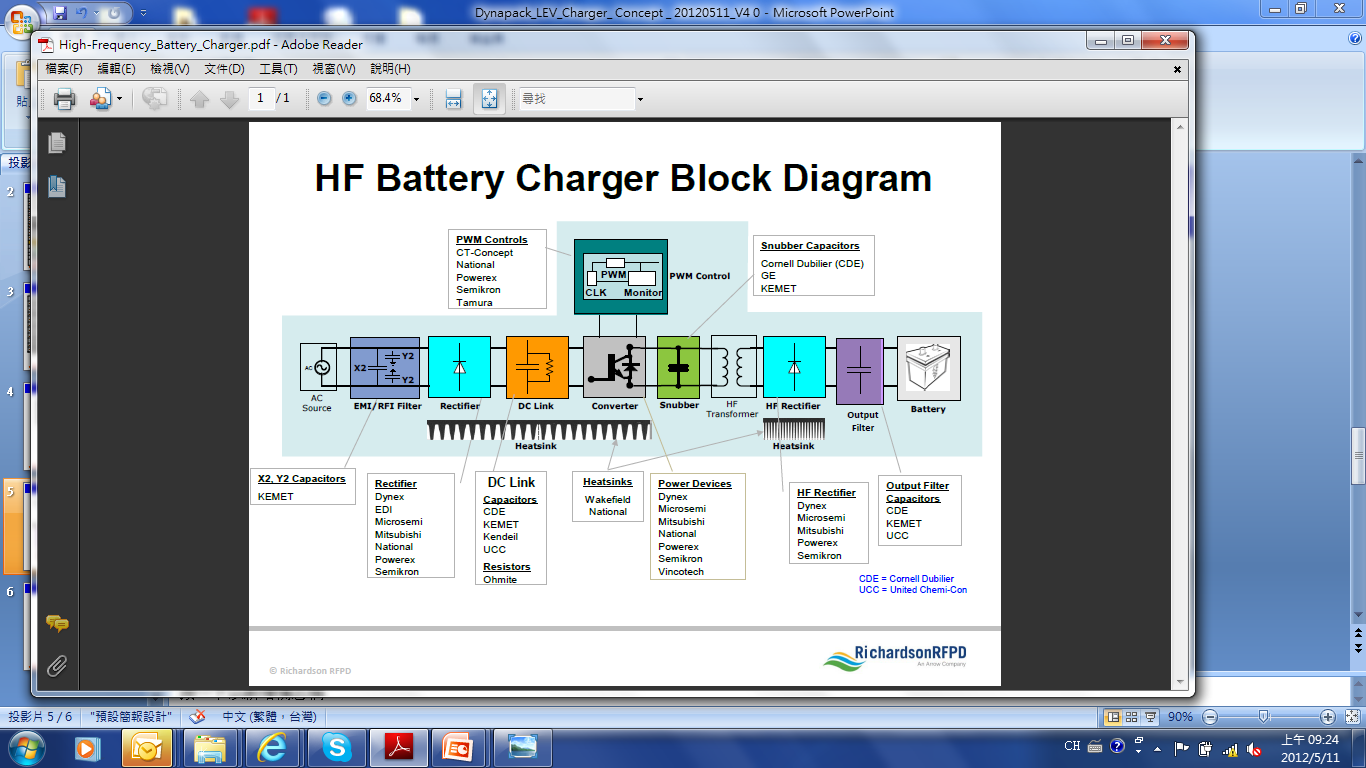 Dynapack_LEV_Charger_ Concept _ 20120511_V4 0 - Microsoft PowerPoint
High-Frequency_Battery_Charger.pdf - Adobe Reader
檔案(F) 編輯(E) 檢視(V) 文件(D) 工具(T) 視窗(W) 說明(H)
1 / 1 68.4% 尋找
HF Battery Charger Block Diagram
PWM Controls
CT-Concept
National
Powerex
Semikron
Tamura
PWM
CLK Monitor
PWM Control
Snubber Capacitors
Cornell Dubilier (CDE)
GE
KEMET
AC
AC
Source
X2
Y2
Y2
EMI/RFI Filter
Rectifier
DC Link
Converter
Snubber
HF
Transformer
HF Rectifier
Output
Filter
Battery
Heatsink
Heatsink
X2, Y2 Capacitors
KEMET
Rectifier
Dynex
EDI
Microsemi
Mitsubishi
National
Powerex
Semikron
DC Link
Capacitors
CDE
KEMET
Kendeil
UCC
Resistors
Ohmite
Heatsinks
Wakefield
National
Power Devices
Dynex
Microsemi
Mitsubishi
National
Powerex
Semikron
Vincotech
HF Rectifier
Dynex
Microsemi
Mitsubishi
Powerex
Semikron
Output Filter
Capacitors
CDE
KEMET
UCC
CDE = Cornell Dubilier
UCC = United Chemi-Con
© Richardson RFPD
RichardsonRFPD
An Arrow Company
2
3
4
5
6
投影片 5 / 6 "預設簡報設計" 中文 (繁體，台灣) 90%
CH
上午 09:24
2012/5/11